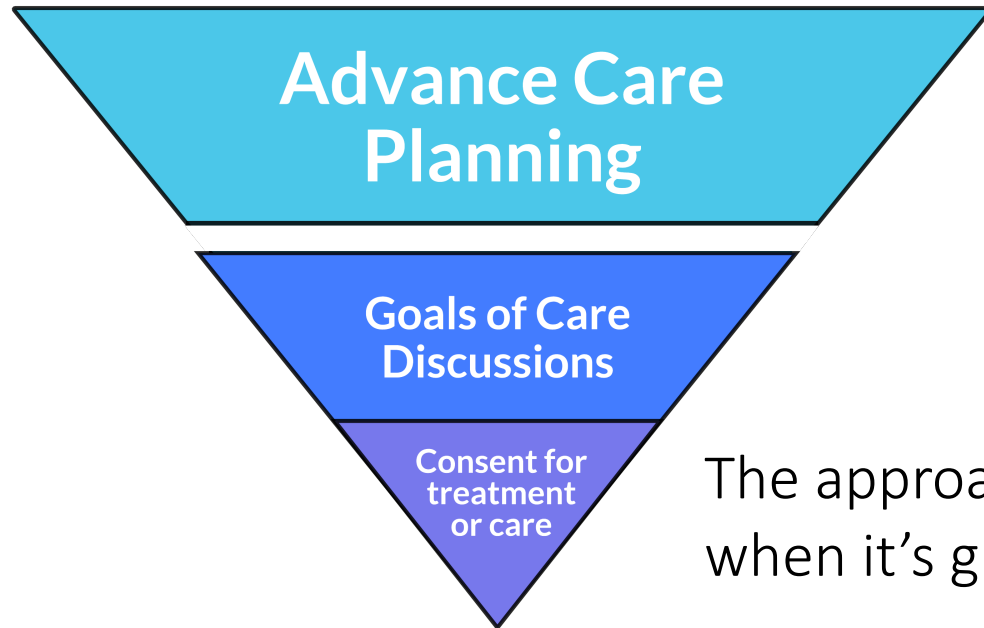 Advance Care
Planning
Goals of Care
Discussions
Consent for
treatment
or care
The approa
when it’s g